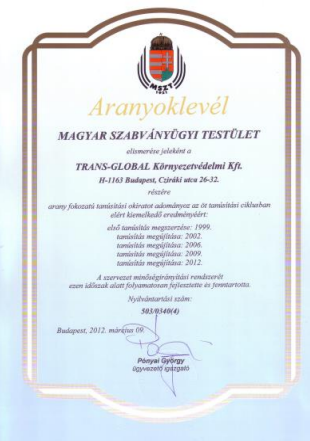 MSZT
1921
Aranyoklevél
MAGYAR SZABVÁNYÜGYI TESTÜLET
elismerése jeleként a
TRANS-GLOBAL Környezetvédelmi Kft.
H-1163 Budapest, Cziráki utca 26-32.
részére
arany fokozatú tanúsítási okiratot adományoz az öt tanúsítási ciklusban
elért kiemelkedő eredményéért:
első tanúsítás megszerzése: 1999.
tanúsítás megújítása: 2002.
tanúsítás megújítása: 2006.
tanúsítás megújítása: 2009.
tanúsítás megújítása: 2012.
A szervezet minőségirányítási rendszerét
ezen időszak alatt folyamatosan fejlesztette és fenntartotta.
Nyilvántartási szám:
503/0340(4)
Budapest, 2012. március 09.
Pónyai György
ügyvezető igazgató